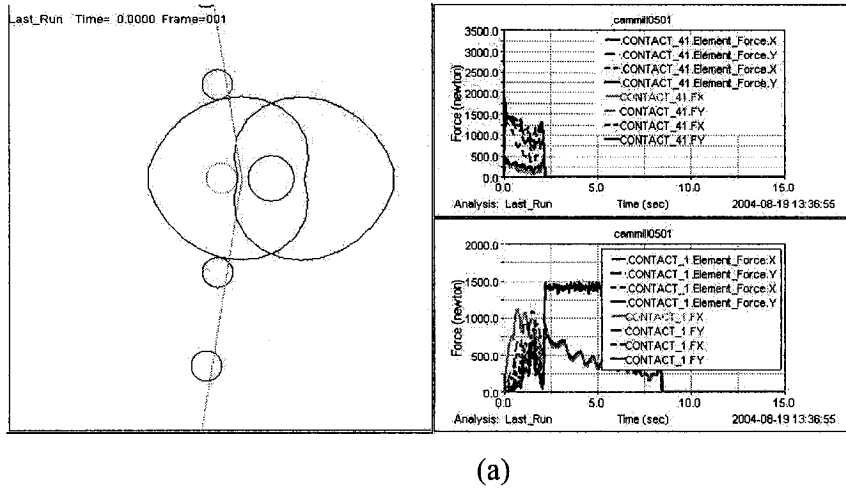 Last_Run Time= 0.0000 Frame=001
cammill0501
Force (newton)
3500.0
3000.0
2500.0
2000.0
1500.0
1000.0
500.0
0.0
.CONTACT_41.Element_Force.X
.CONTACT_41.Element_Force.Y
.CONTACT_41.Element_Force.X
.CONTACT_41.Element_Force.Y
.CONTACT_41.FX
.CONTACT_41.FY
.CONTACT_41.FX
.CONTACT_41.FY
0.0 5.0 10.0 15.0
Analysis: Last_Run Time (sec) 2004-08-19 13:36:55
cammill0501
Force (newton)
2000.0
1500.0
1000.0
500.0
0.0
.CONTACT_1.Element_Force.X
.CONTACT_1.Element_Force.Y
.CONTACT_1.Element_Force.X
.CONTACT_1.Element_Force.Y
.CONTACT_1.FX
.CONTACT_1.FY
.CONTACT_1.FX
.CONTACT_1.FY
0.0 5.0 10.0 15.0
Analysis: Last_Run Time (sec) 2004-08-19 13:36:55
(a)